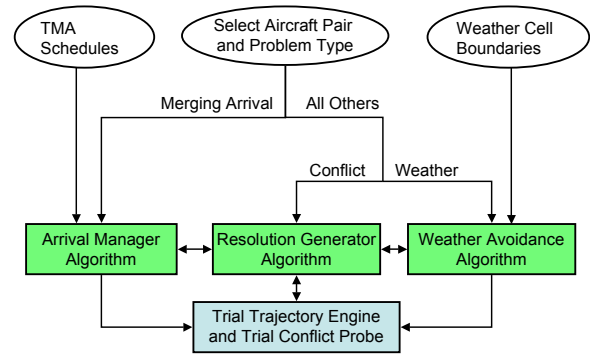 TMA
Schedules
Select Aircraft Pair
and Problem Type
Weather Cell
Boundaries
Merging Arrival
All Others
Conflict
Weather
Arrival Manager
Algorithm
Resolution Generator
Algorithm
Weather Avoidance
Algorithm
Trial Trajectory Engine
and Trial Conflict Probe